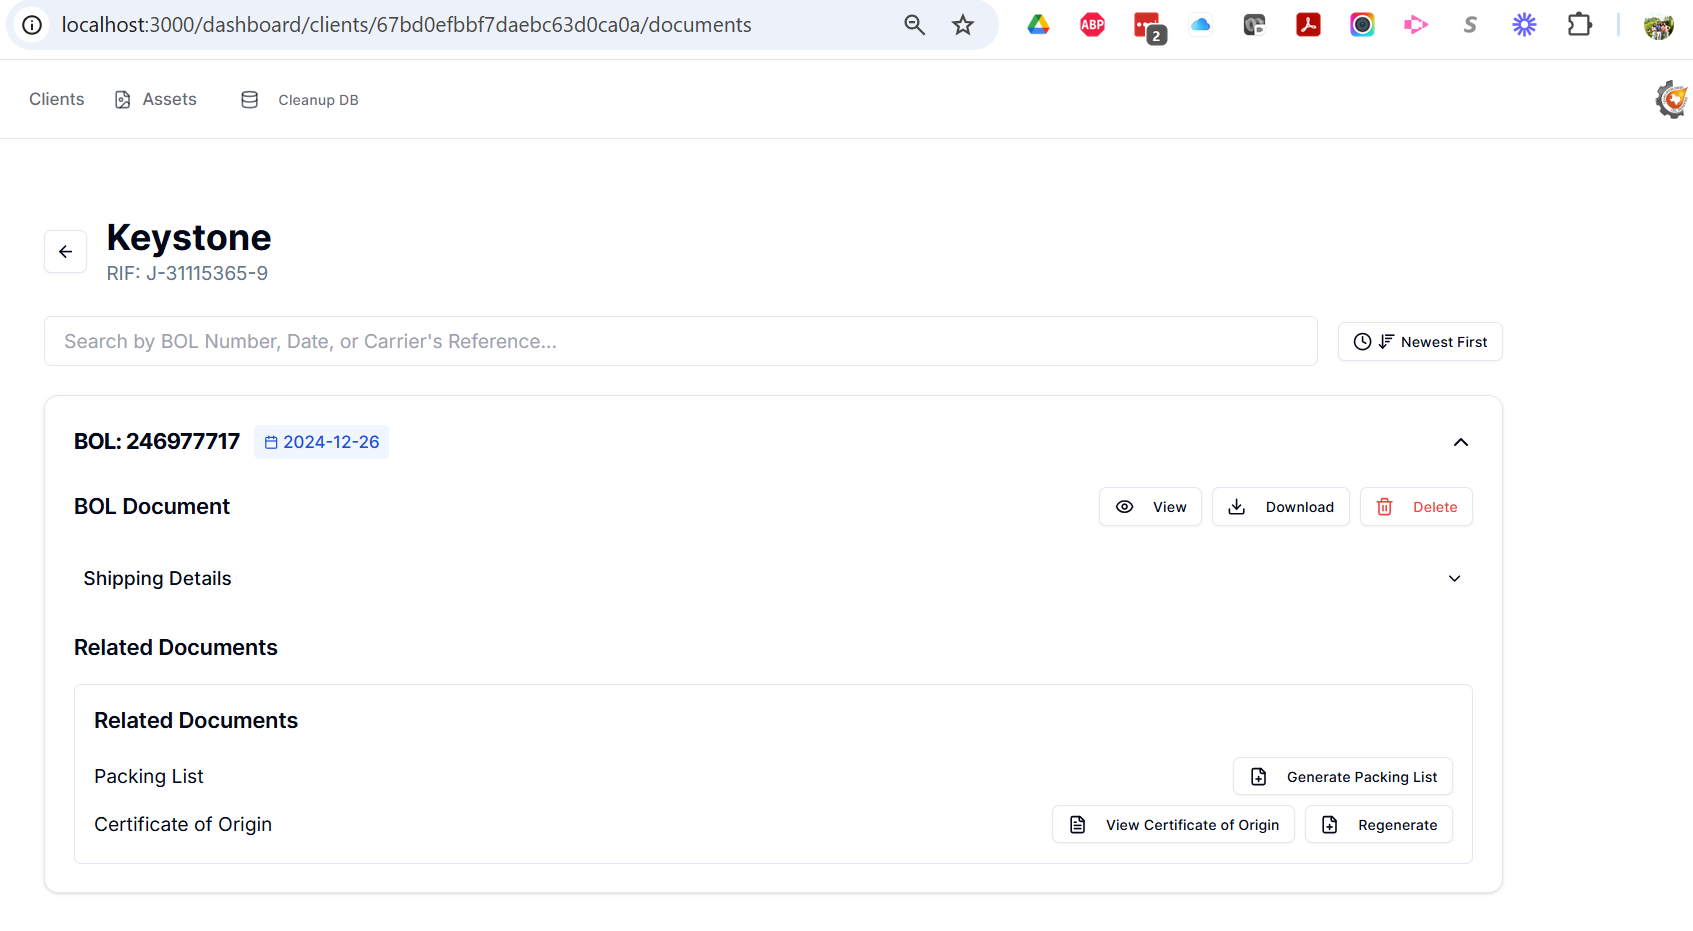 localhost:3000/dashboard/clients/67bd0efbbf7daebc63d0ca0a/documents
ABP
2
S
Clients
Assets
Cleanup DB
Keystone
RIF: J-31115365-9
Search by BOL Number, Date, or Carrier's Reference...
Newest First
BOL: 246977717
2024-12-26
BOL Document
View
Download
Delete
Shipping Details
Related Documents
Related Documents
Packing List
Generate Packing List
Certificate of Origin
View Certificate of Origin
Regenerate